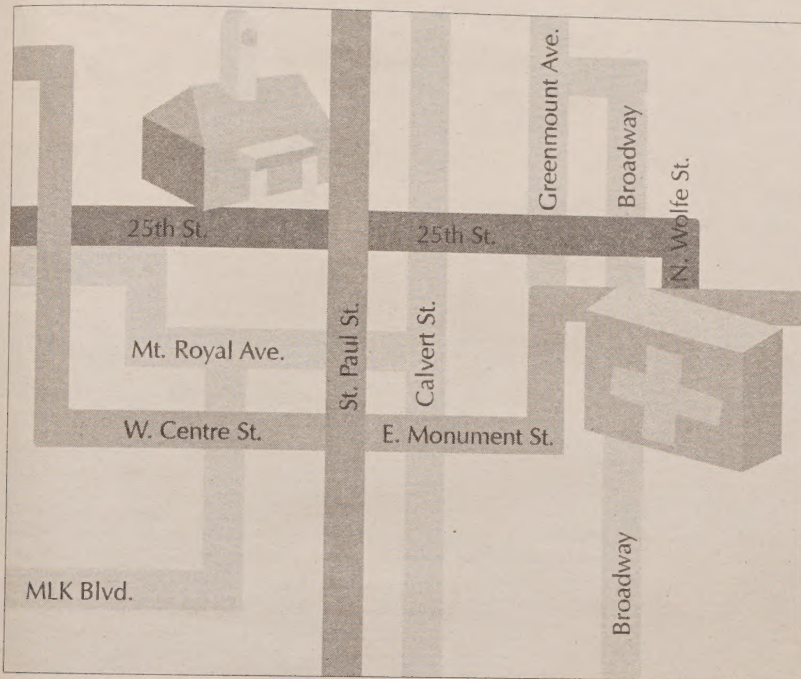 Greenmount Ave.
Broadway
N. Wolfe St.
25th St.
25th St.
St. Paul St.
Calvert St.
Mt. Royal Ave.
W. Centre St.
E. Monument St.
MLK Blvd.
Broadway